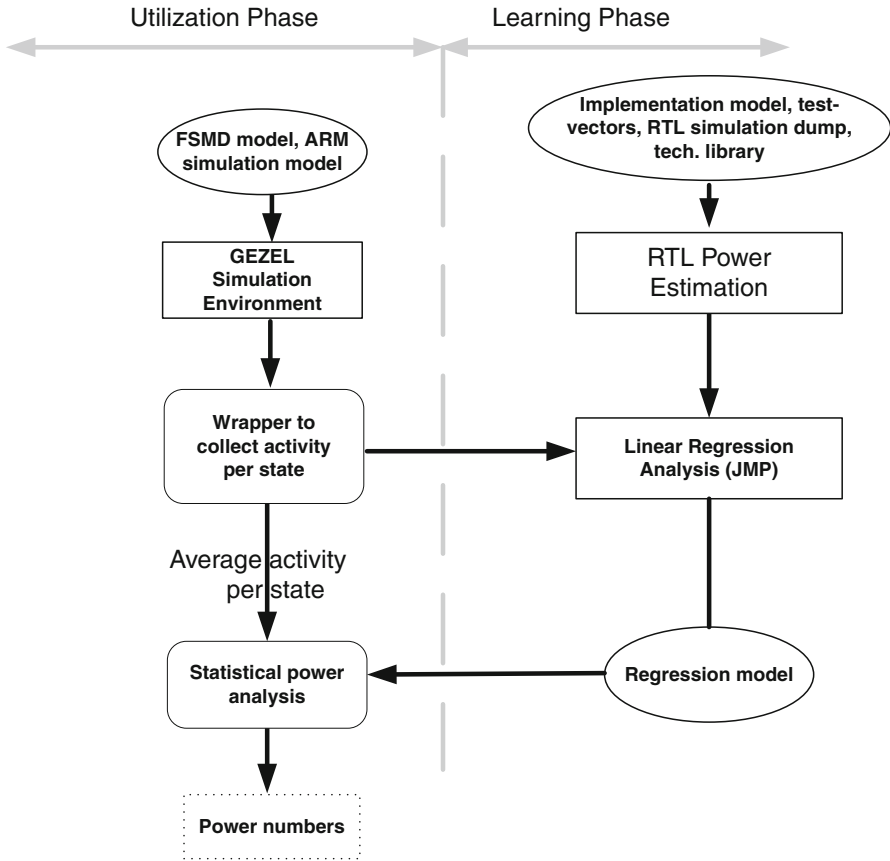 Utilization Phase
Learning Phase
FSMD model, ARM
simulation model
Implementation model, test-
vectors, RTL simulation dump,
tech. library
GEZEL
Simulation
Environment
RTL Power
Estimation
Wrapper to
collect activity
per state
Linear Regression
Analysis (JMP)
Average activity
per state
Statistical power
analysis
Regression model
Power numbers